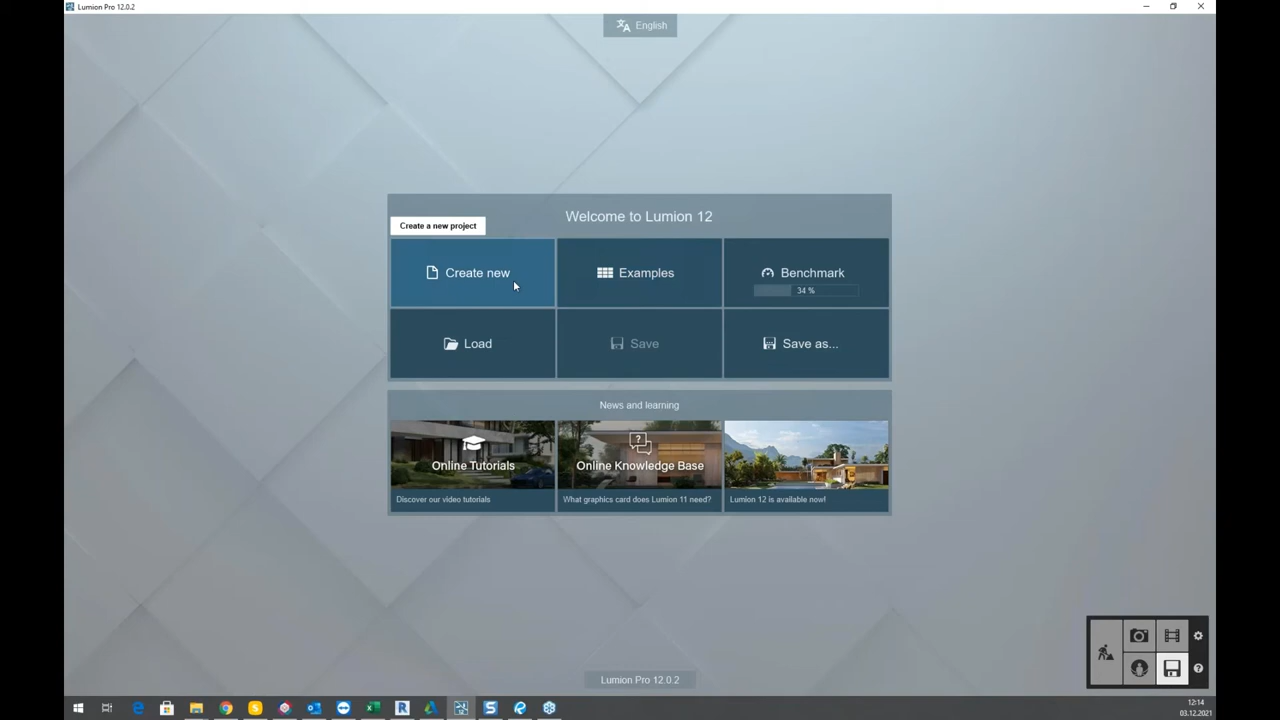 Lumion Pro 12.0.2
English
Welcome to Lumion 12
Create a new project
Create new
Examples
Benchmark
34 %
Load
Save
Save as...
News and learning
Online Tutorials
Online Knowledge Base
Discover our video tutorials
What graphics card does Lumion 11 need?
Lumion 12 is available now!
Lumion Pro 12.0.2
12:14
03.12.2021